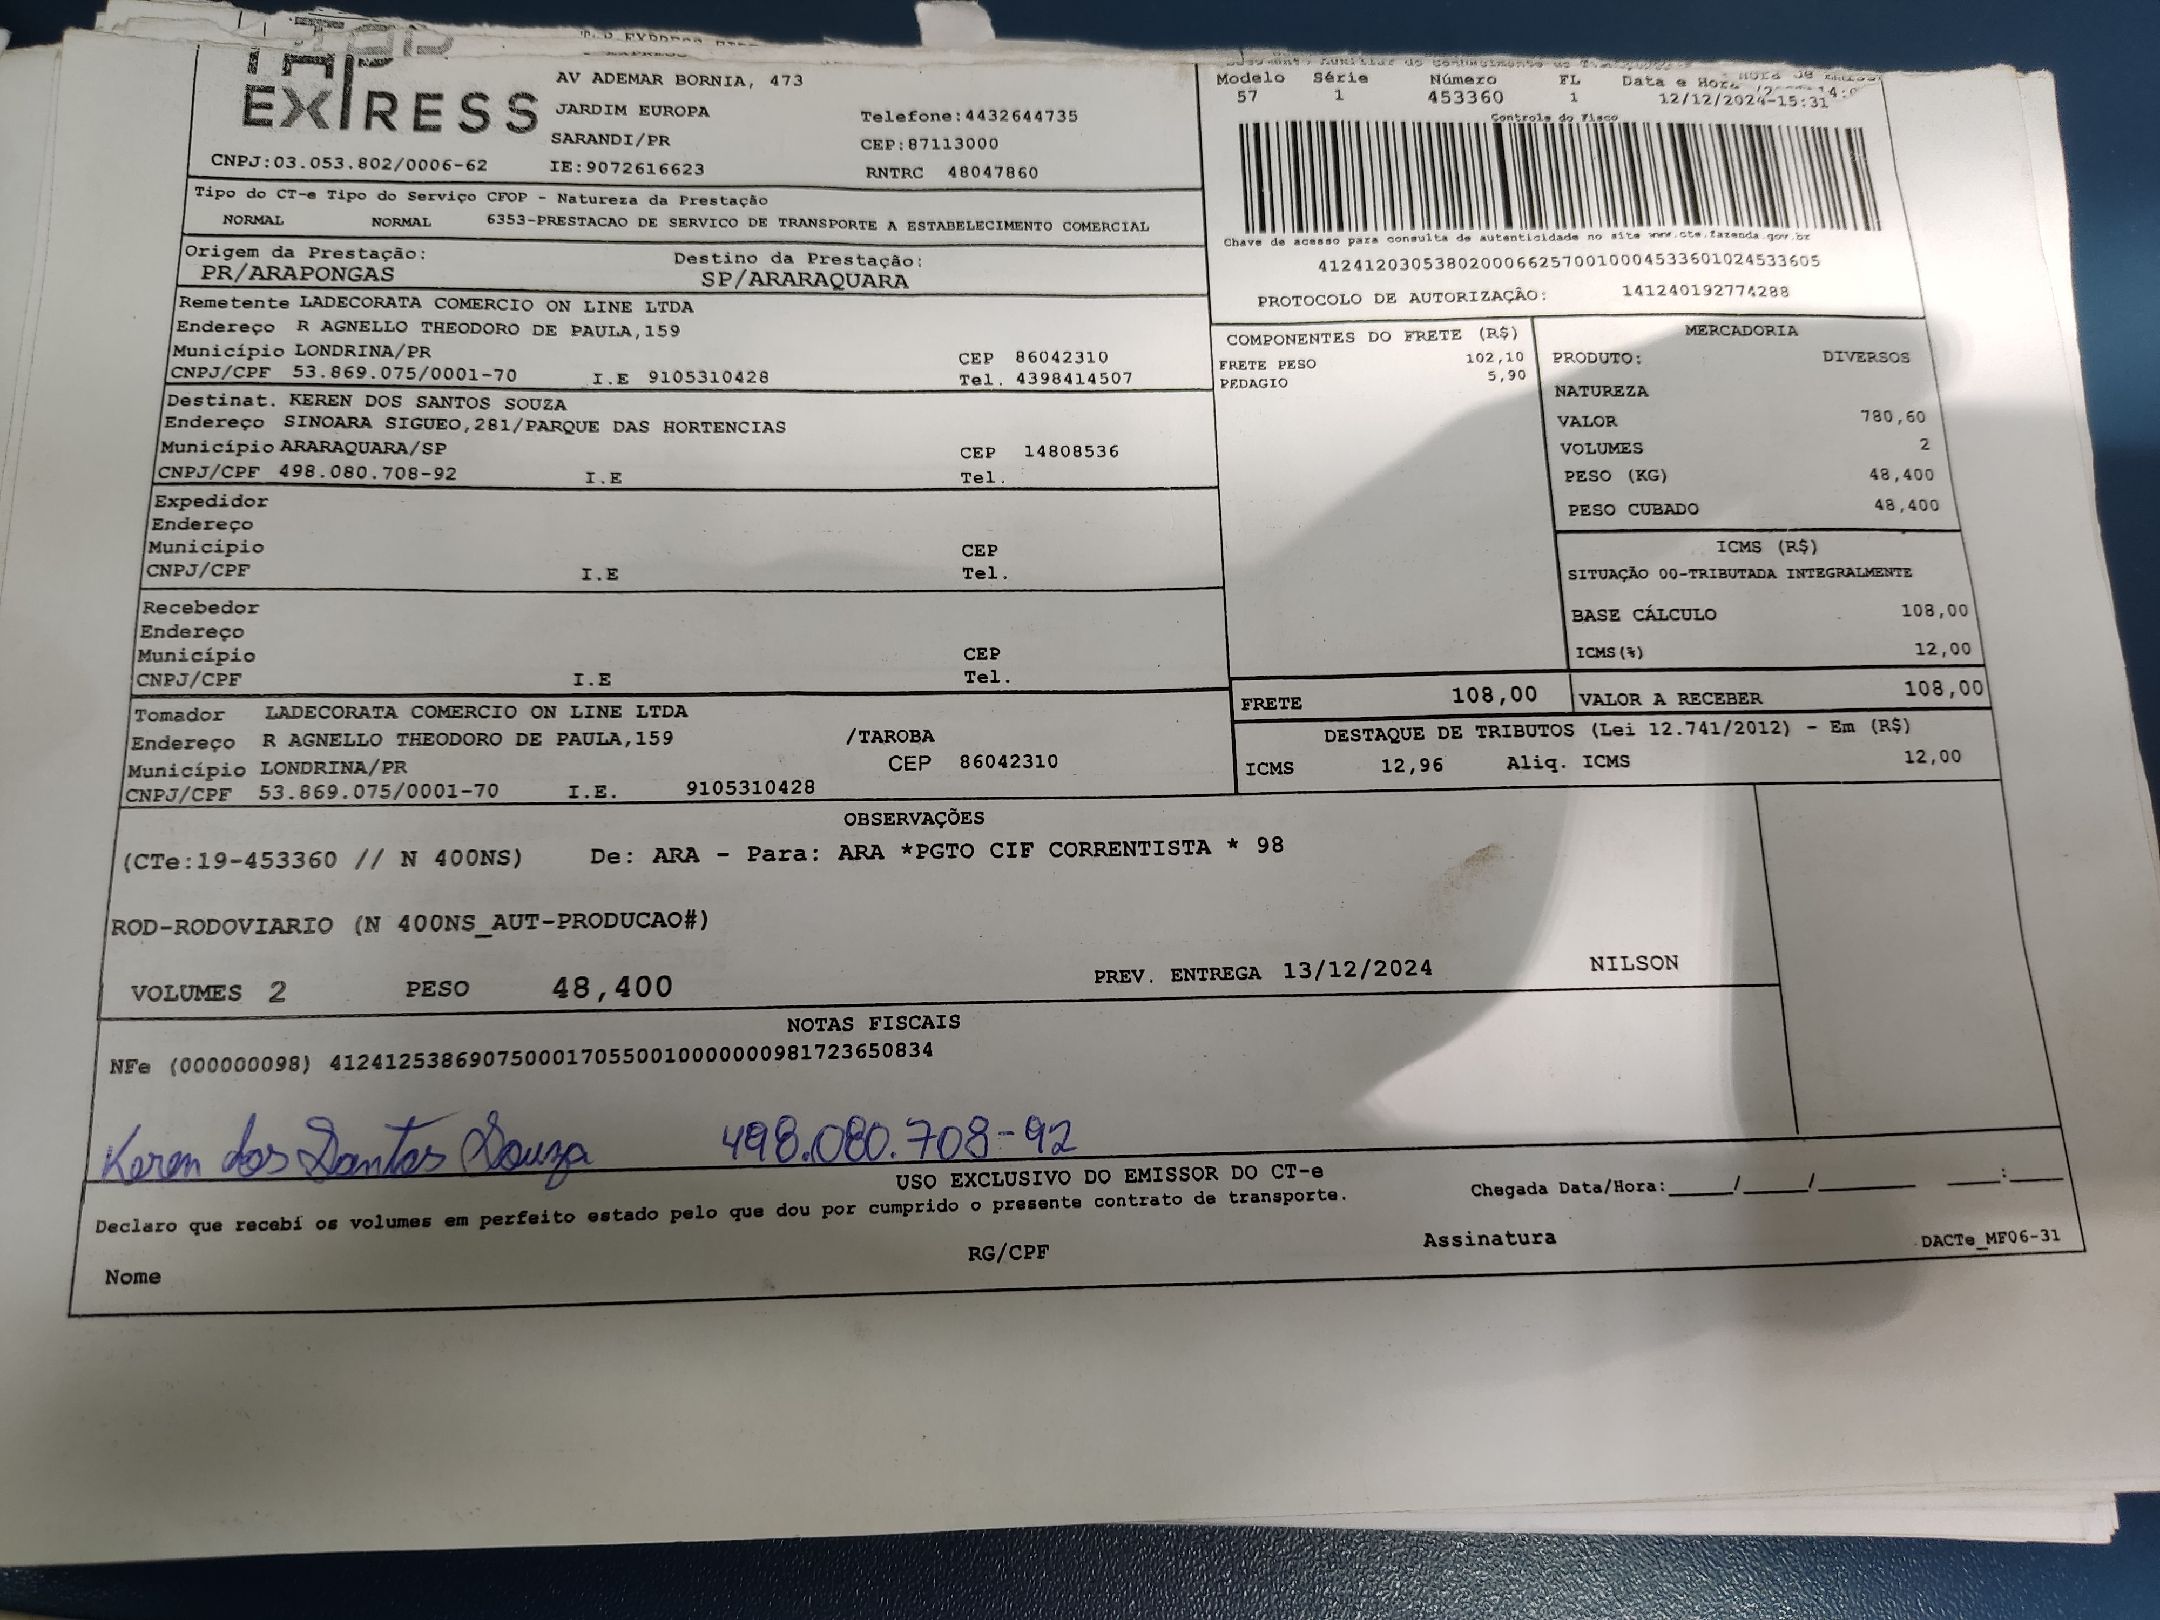 EXPRESS
AV ADEMAR BORNIA, 473
JARDIM EUROPA
Telefone:4432644735
SARANDI/PR
CEP:87113000
CNPJ:03.053.802/0006-62
IE:9072616623
RNTRC 48047860
Modelo Série Número FL Data e Hora
57 1 453360 1 12/12/2024-15:31
Controle do Fisco
Chave de acesso para consulta de autenticidade no site www.cte.fazenda.gov.br
41241203053802000662570010004533601024533605
PROTOCOLO DE AUTORIZAÇÃO: 141240192774288
Tipo do CT-e Tipo do Serviço CFOP - Natureza da Prestação
NORMAL NORMAL 6353-PRESTACAO DE SERVICO DE TRANSPORTE A ESTABELECIMENTO COMERCIAL
Origem da Prestação: Destino da Prestação:
PR/ARAPONGAS SP/ARARAQUARA
Remetente LADECORATA COMERCIO ON LINE LTDA
Endereço R AGNELLO THEODORO DE PAULA,159
Município LONDRINA/PR CEP 86042310
CNPJ/CPF 53.869.075/0001-70 I.E 9105310428 Tel. 4398414507
Destinat. KEREN DOS SANTOS SOUZA
Endereço SINOARA SIGUEO,281/PARQUE DAS HORTENCIAS
Município ARARAQUARA/SP CEP 14808536
CNPJ/CPF 498.080.708-92 I.E Tel.
Expedidor
Endereço
Municipio CEP
CNPJ/CPF I.E Tel.
Recebedor
Endereço
Município CEP
CNPJ/CPF I.E Tel.
Tomador LADECORATA COMERCIO ON LINE LTDA
Endereço R AGNELLO THEODORO DE PAULA,159 /TAROBA
Município LONDRINA/PR CEP 86042310
CNPJ/CPF 53.869.075/0001-70 I.E. 9105310428
COMPONENTES DO FRETE (R$)
FRETE PESO 102,10
PEDAGIO 5,90
MERCADORIA
PRODUTO: DIVERSOS
NATUREZA
VALOR 780,60
VOLUMES 2
PESO (KG) 48,400
PESO CUBADO 48,400
ICMS (R$)
SITUAÇÃO 00-TRIBUTADA INTEGRALMENTE
BASE CÁLCULO 108,00
ICMS(%) 12,00
FRETE 108,00 VALOR A RECEBER 108,00
DESTAQUE DE TRIBUTOS (Lei 12.741/2012) - Em (R$)
ICMS 12,96 Aliq. ICMS 12,00
OBSERVAÇÕES
(CTe:19-453360 // N 400NS) De: ARA - Para: ARA *PGTO CIF CORRENTISTA * 98
ROD-RODOVIARIO (N 400NS_AUT-PRODUCAO#)
VOLUMES 2 PESO 48,400 PREV. ENTREGA 13/12/2024 NILSON
NOTAS FISCAIS
NFe (000000098) 41241253869075000170550010000000981723650834
Keren dos Santos Souza 498.080.708-92
USO EXCLUSIVO DO EMISSOR DO CT-e
Declaro que recebi os volumes em perfeito estado pelo que dou por cumprido o presente contrato de transporte.
Chegada Data/Hora:____/____/______ ___:___
Nome RG/CPF Assinatura DACTe_MF06-31